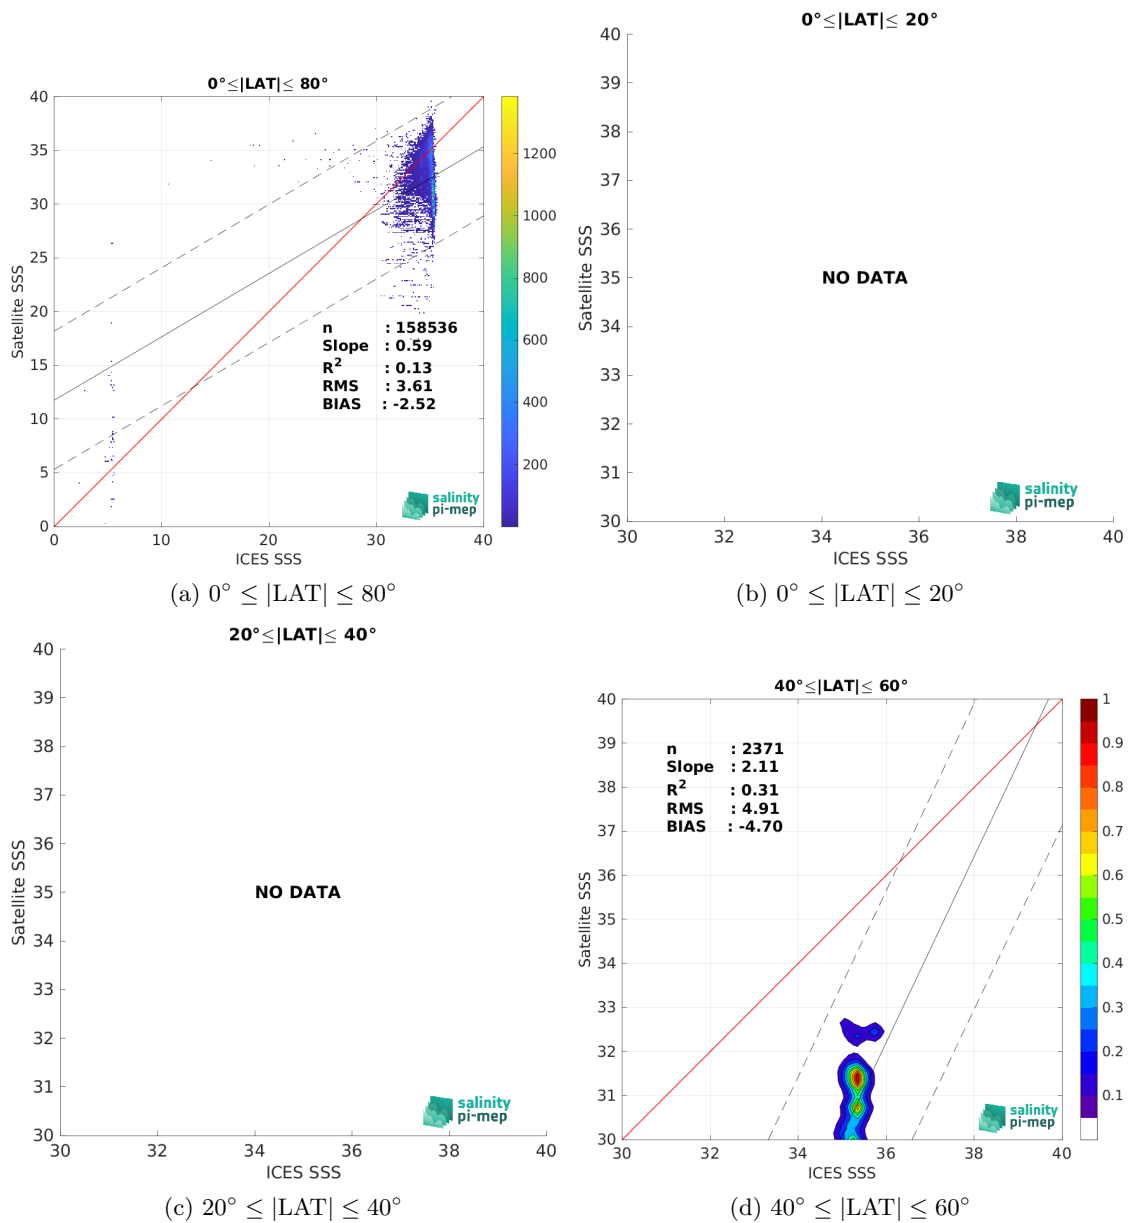 0°≤|LAT|≤ 80°
40
35
30
25
20
15
10
5
0
Satellite SSS
n : 158536
Slope : 0.59
R² : 0.13
RMS : 3.61
BIAS : -2.52
salinity
pi-mep
0 10 20 30 40
ICES SSS
1200
1000
800
600
400
200
(a) 0° ≤ |LAT| ≤ 80°
0°≤|LAT|≤ 20°
40
39
38
37
36
35
34
33
32
31
30
Satellite SSS
NO DATA
salinity
pi-mep
30 32 34 36 38 40
ICES SSS
(b) 0° ≤ |LAT| ≤ 20°
20°≤|LAT|≤ 40°
40
39
38
37
36
35
34
33
32
31
30
Satellite SSS
NO DATA
salinity
pi-mep
30 32 34 36 38 40
ICES SSS
(c) 20° ≤ |LAT| ≤ 40°
40°≤|LAT|≤ 60°
40
39
38
37
36
35
34
33
32
31
30
Satellite SSS
n : 2371
Slope : 2.11
R² : 0.31
RMS : 4.91
BIAS : -4.70
salinity
pi-mep
30 32 34 36 38 40
ICES SSS
1
0.9
0.8
0.7
0.6
0.5
0.4
0.3
0.2
0.1
(d) 40° ≤ |LAT| ≤ 60°